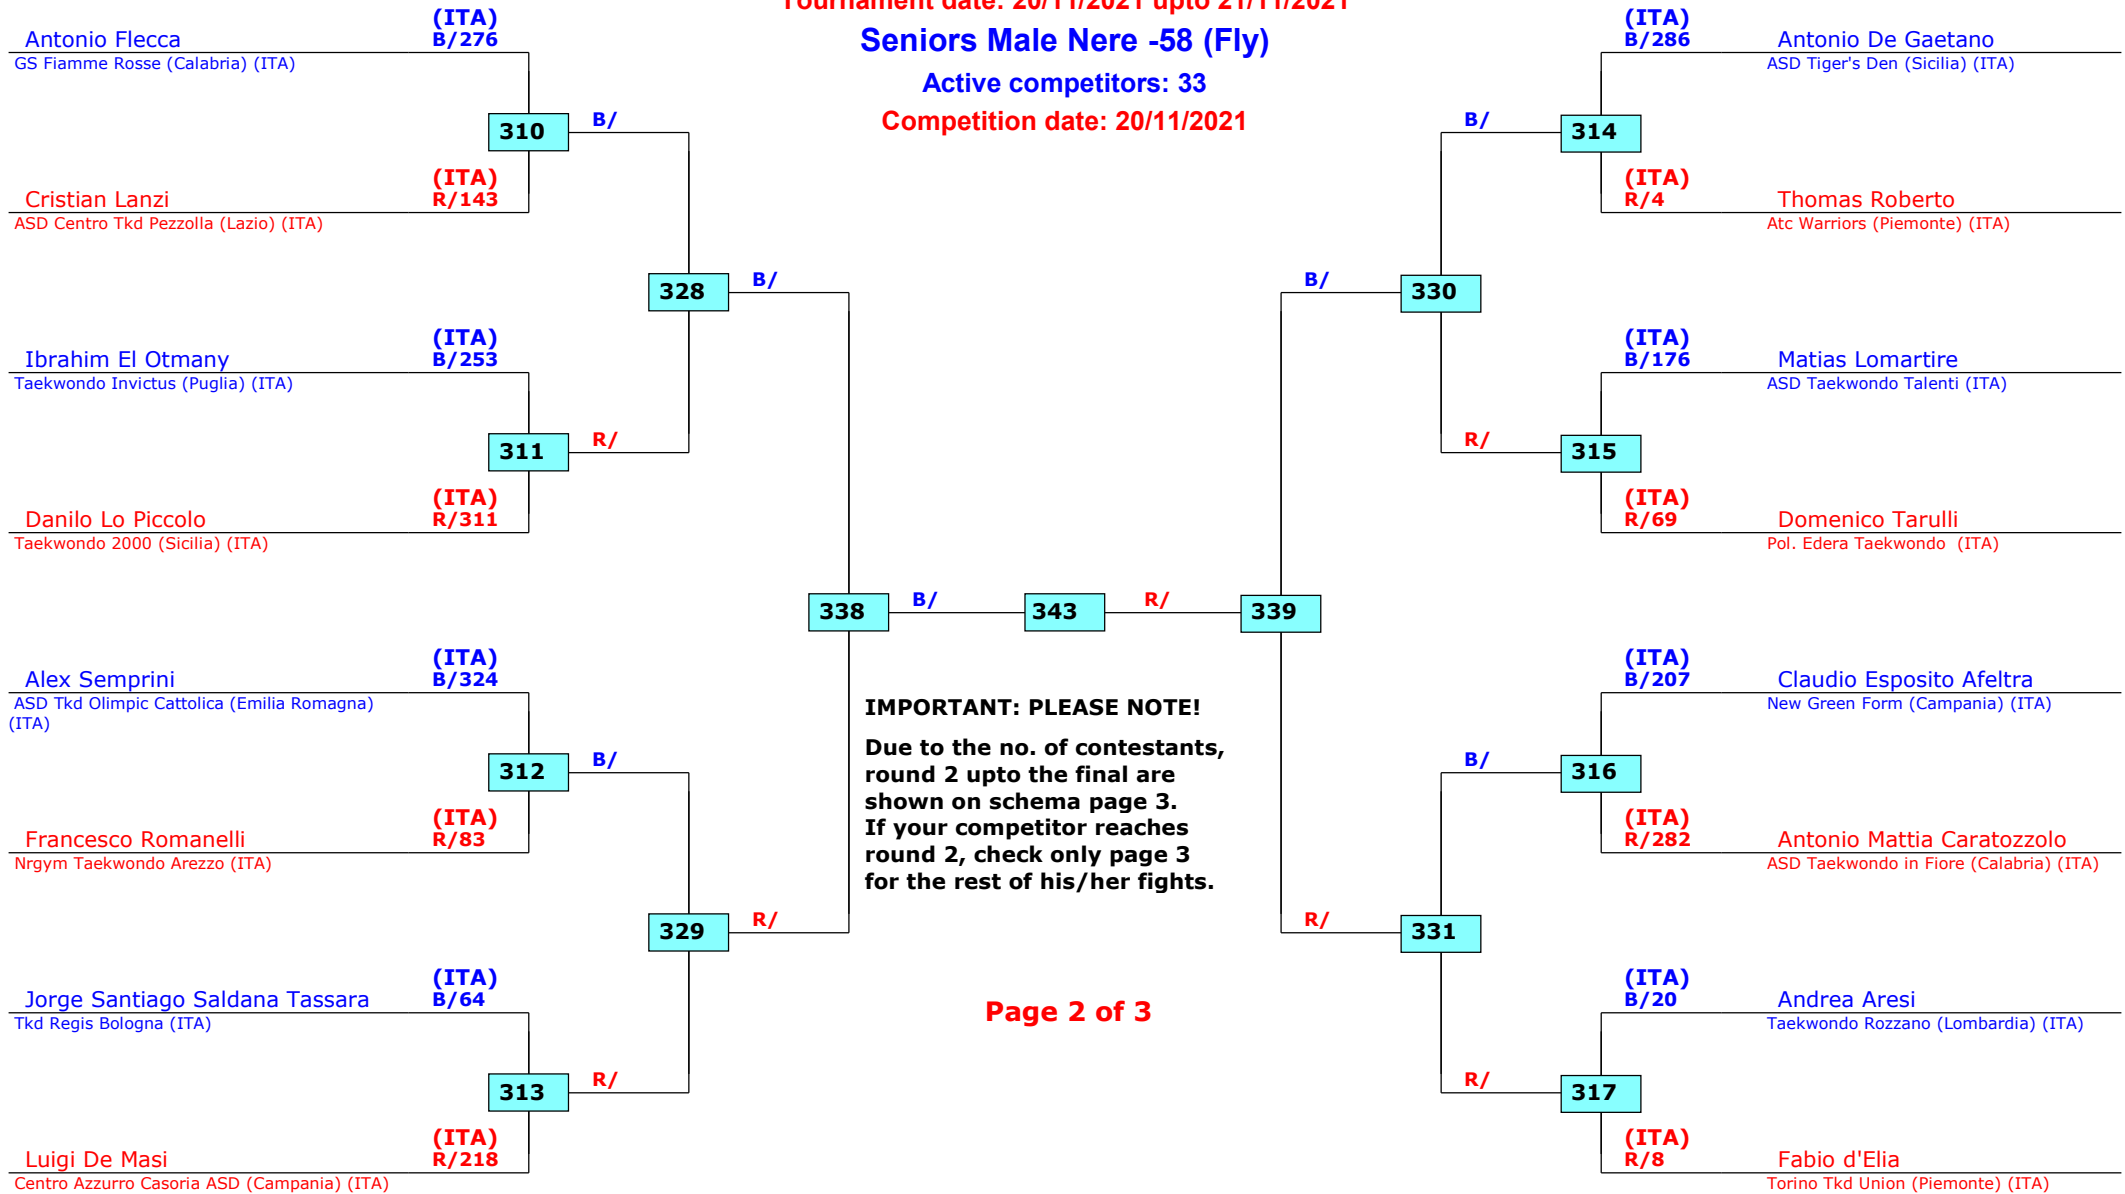 Tournament date: 20/11/2021 upto 21/11/2021
Seniors Male Nere -58 (Fly)
Active competitors: 33
Competition date: 20/11/2021
Antonio Flecca
(ITA)
B/276
GS Fiamme Rosse (Calabria) (ITA)
310
B/
Cristian Lanzi
(ITA)
R/143
ASD Centro Tkd Pezzolla (Lazio) (ITA)
328
B/
Ibrahim El Otmany
(ITA)
B/253
Taekwondo Invictus (Puglia) (ITA)
311
R/
Danilo Lo Piccolo
(ITA)
R/311
Taekwondo 2000 (Sicilia) (ITA)
338
B/
343
R/
339
Alex Semprini
(ITA)
B/324
ASD Tkd Olimpic Cattolica (Emilia Romagna)
(ITA)
312
B/
Francesco Romanelli
(ITA)
R/83
Nrgym Taekwondo Arezzo (ITA)
329
R/
Jorge Santiago Saldana Tassara
(ITA)
B/64
Tkd Regis Bologna (ITA)
313
R/
Luigi De Masi
(ITA)
R/218
Centro Azzurro Casoria ASD (Campania) (ITA)
IMPORTANT: PLEASE NOTE!
Due to the no. of contestants,
round 2 upto the final are
shown on schema page 3.
If your competitor reaches
round 2, check only page 3
for the rest of his/her fights.
Page 2 of 3
(ITA)
B/286
Antonio De Gaetano
ASD Tiger's Den (Sicilia) (ITA)
B/
314
(ITA)
R/4
Thomas Roberto
Atc Warriors (Piemonte) (ITA)
B/
330
(ITA)
B/176
Matias Lomartire
ASD Taekwondo Talenti (ITA)
R/
315
(ITA)
R/69
Domenico Tarulli
Pol. Edera Taekwondo (ITA)
(ITA)
B/207
Claudio Esposito Afeltra
New Green Form (Campania) (ITA)
B/
316
(ITA)
R/282
Antonio Mattia Caratozzolo
ASD Taekwondo in Fiore (Calabria) (ITA)
R/
331
(ITA)
B/20
Andrea Aresi
Taekwondo Rozzano (Lombardia) (ITA)
R/
317
(ITA)
R/8
Fabio d'Elia
Torino Tkd Union (Piemonte) (ITA)